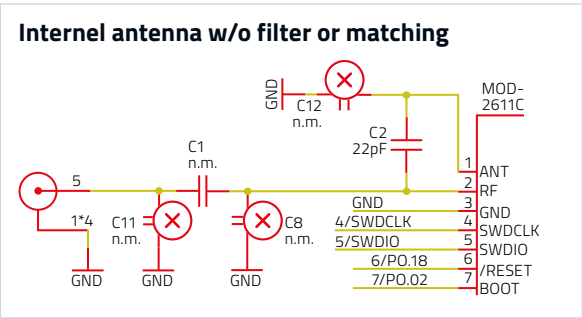 Internel antenna w/o filter or matching
GND
C12
n.m.
MOD-
2611C
C2
22pF
C1
n.m.
5
1*4
C11
n.m.
C8
n.m.
GND
GND
GND
1
ANT
2
RF
GND
3
GND
4/SWDCLK
4
SWDCLK
5/SWDIO
5
SWDIO
6/PO.18
6
/RESET
7/PO.02
7
BOOT